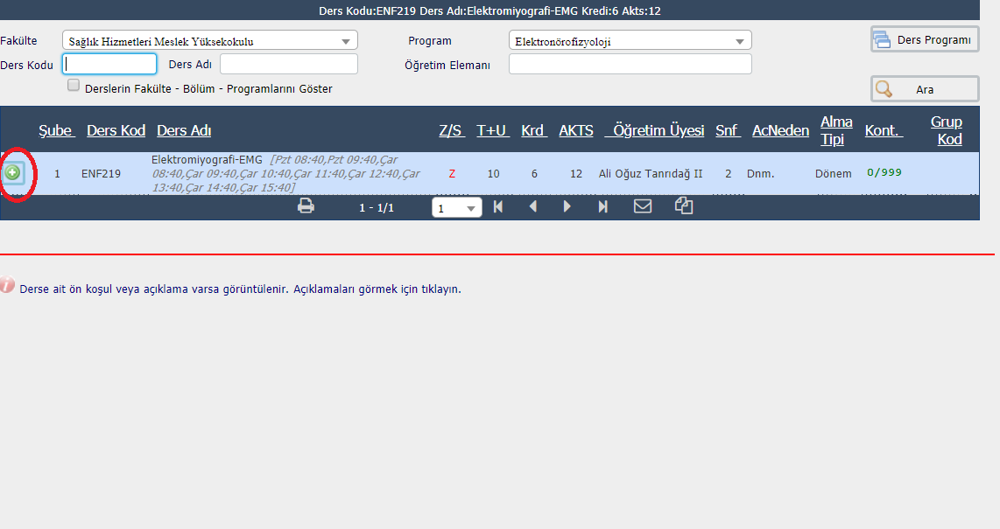 Ders Kodu:ENF219 Ders Adı:Elektromiyografi-EMG Kredi:6 Akts:12
Fakülte Sağlık Hizmetleri Meslek Yüksekokulu Program Elektronörofizyoloji Ders Programı
Ders Kodu Ders Adı Öğretim Elemanı
Derslerin Fakülte - Bölüm - Programlarını Göster Ara
Şube Ders Kod Ders Adı Z/S T+U Krd AKTS Öğretim Üyesi Snf AcNeden Alma Tipi Kont. Grup Kod
1 ENF219 Elektromiyografi-EMG [Pzt 08:40,Pzt 09:40,Çar
08:40,Çar 09:40,Çar 10:40,Çar 11:40,Çar 12:40,Çar
13:40,Çar 14:40,Çar 15:40] Z 10 6 12 Ali Oğuz Tanrıdağ II 2 Dnm. Dönem 0/999
1 - 1/1 1
Derse ait ön koşul veya açıklama varsa görüntülenir. Açıklamaları görmek için tıklayın.